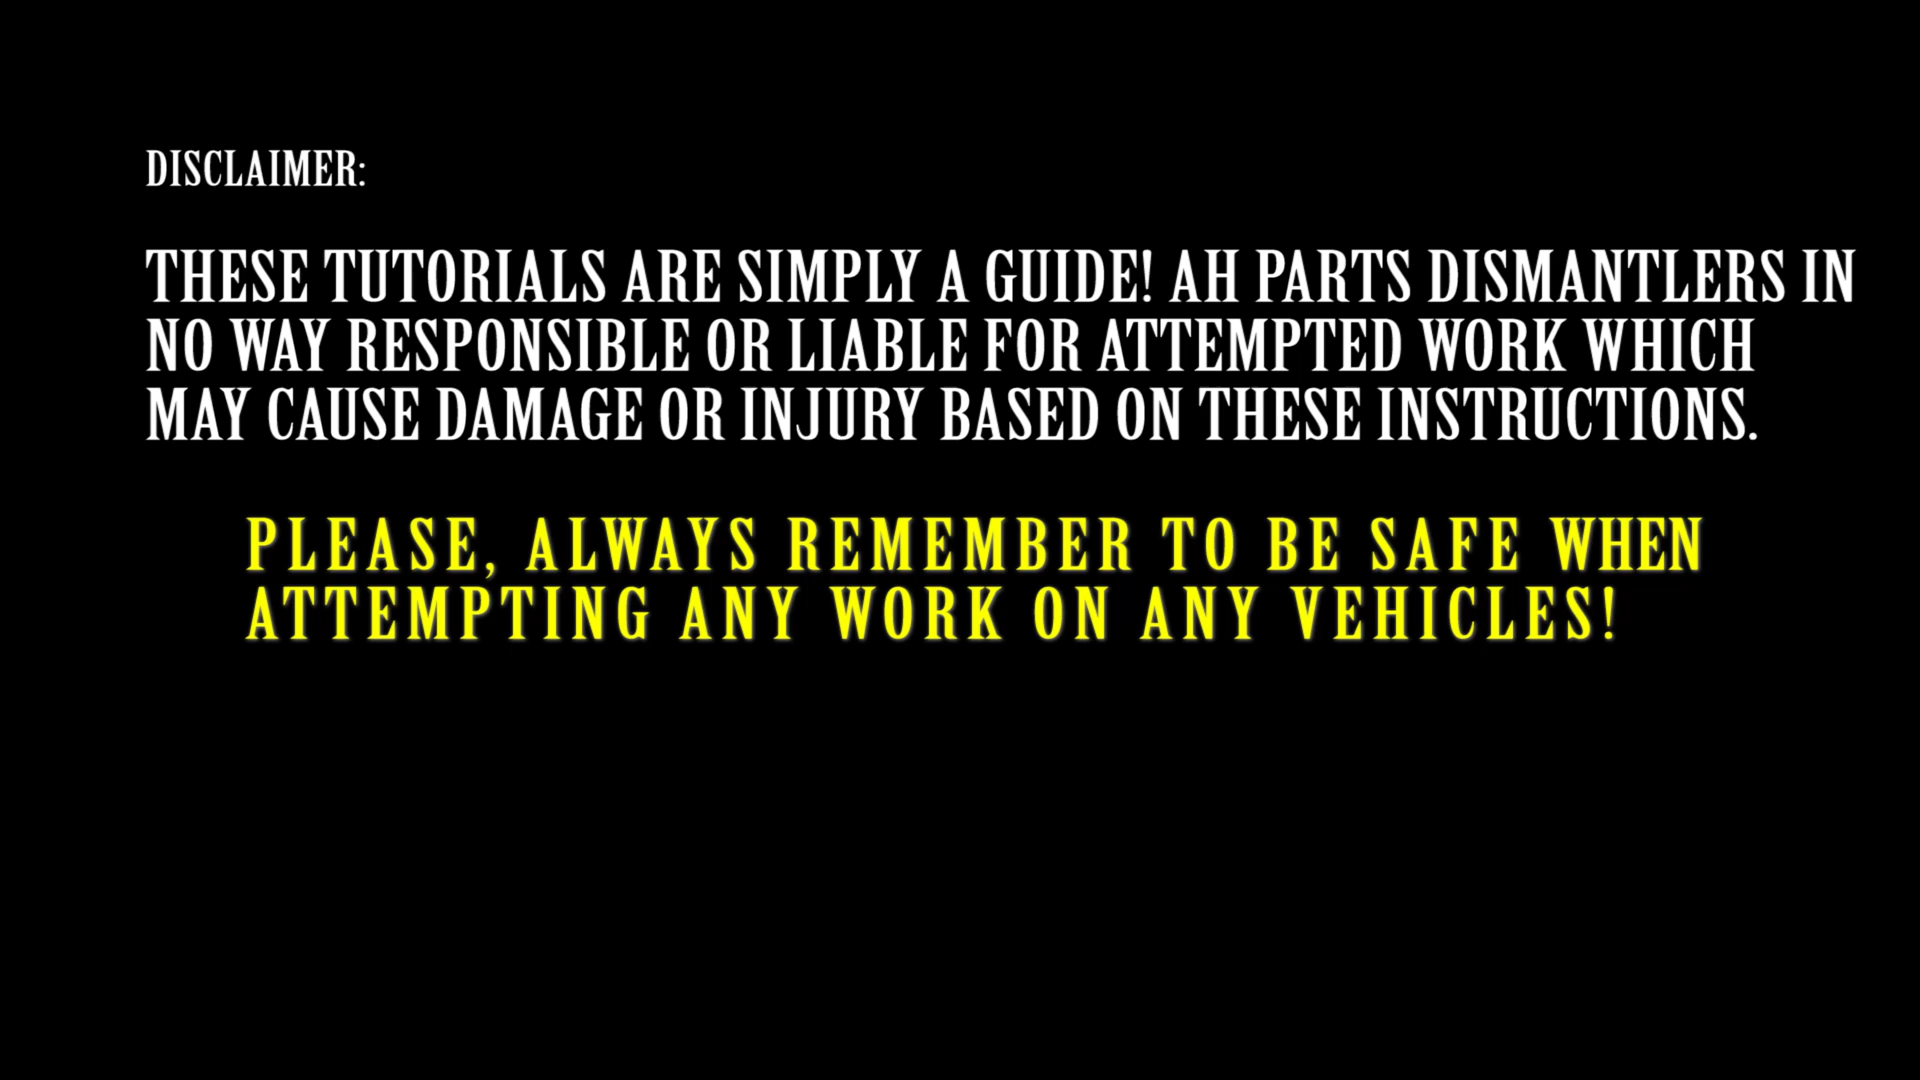 DISCLAIMER:
THESE TUTORIALS ARE SIMPLY A GUIDE! AH PARTS DISMANTLERS IN
NO WAY RESPONSIBLE OR LIABLE FOR ATTEMPTED WORK WHICH
MAY CAUSE DAMAGE OR INJURY BASED ON THESE INSTRUCTIONS.
PLEASE, ALWAYS REMEMBER TO BE SAFE WHEN
ATTEMPTING ANY WORK ON ANY VEHICLES!